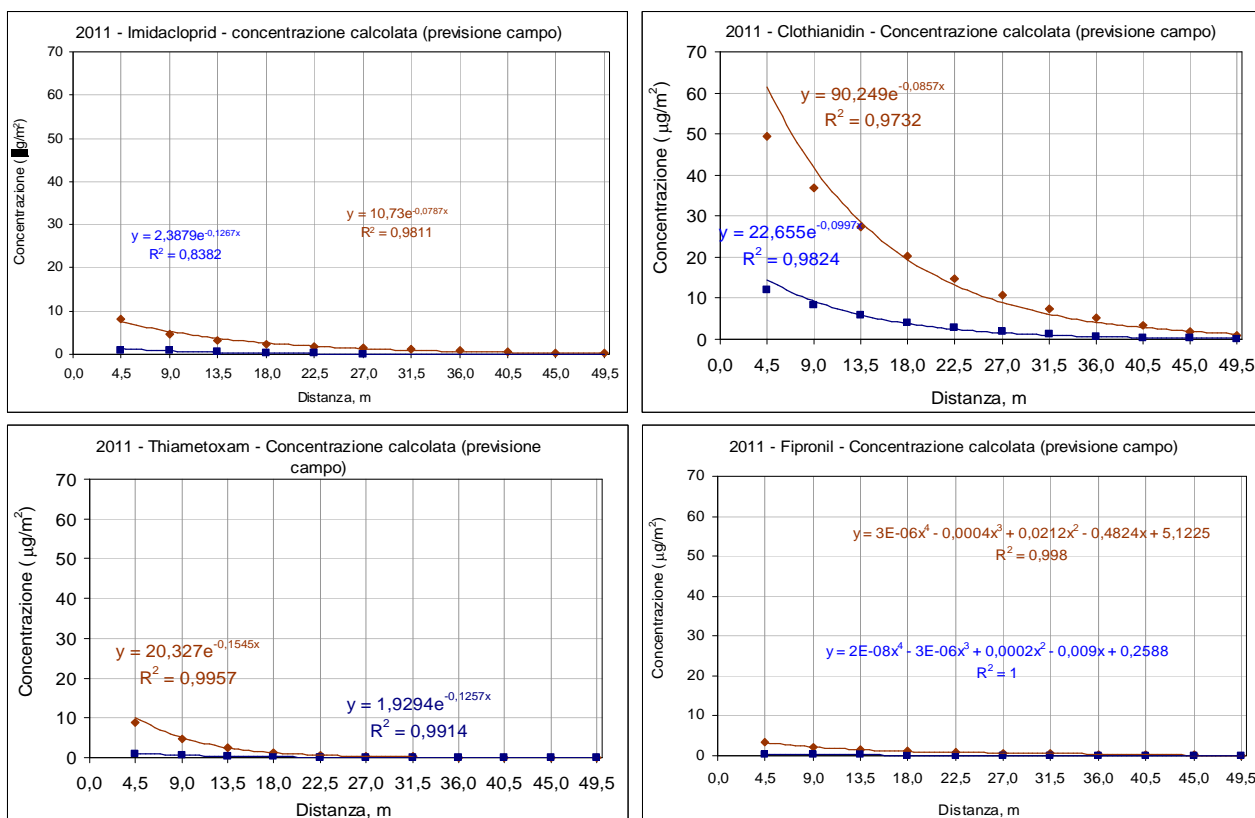 2011 - Imidacloprid - concentrazione calcolata (previsione campo)
70
60
50
40
30
20
10
0
Concentrazione ( g/m²)
y = 2,3879e^-0,1267x
R² = 0,8382
y = 10,73e^-0,0787x
R² = 0,9811
0,0 4,5 9,0 13,5 18,0 22,5 27,0 31,5 36,0 40,5 45,0 49,5
Distanza, m
2011 - Clothianidin - Concentrazione calcolata (previsione campo)
70
60
50
40
30
20
10
0
Concentrazione ( µg/m²)
y = 90,249e^-0,0857x
R² = 0,9732
y = 22,655e^-0,0997x
R² = 0,9824
0,0 4,5 9,0 13,5 18,0 22,5 27,0 31,5 36,0 40,5 45,0 49,5
Distanza, m
2011 - Thiametoxam - Concentrazione calcolata (previsione
campo)
70
60
50
40
30
20
10
0
Concentrazione ( µg/m²)
y = 20,327e^-0,1545x
R² = 0,9957
y = 1,9294e^-0,1257x
R² = 0,9914
0,0 4,5 9,0 13,5 18,0 22,5 27,0 31,5 36,0 40,5 45,0 49,5
Distanza, m
2011 - Fipronil - Concentrazione calcolata (previsione campo)
70
60
50
40
30
20
10
0
Concentrazione ( µg/m²)
y = 3E-06x⁴ - 0,0004x³ + 0,0212x² - 0,4824x + 5,1225
R² = 0,998
y = 2E-08x⁴ - 3E-06x³ + 0,0002x² - 0,009x + 0,2588
R² = 1
0,0 4,5 9,0 13,5 18,0 22,5 27,0 31,5 36,0 40,5 45,0 49,5
Distanza, m